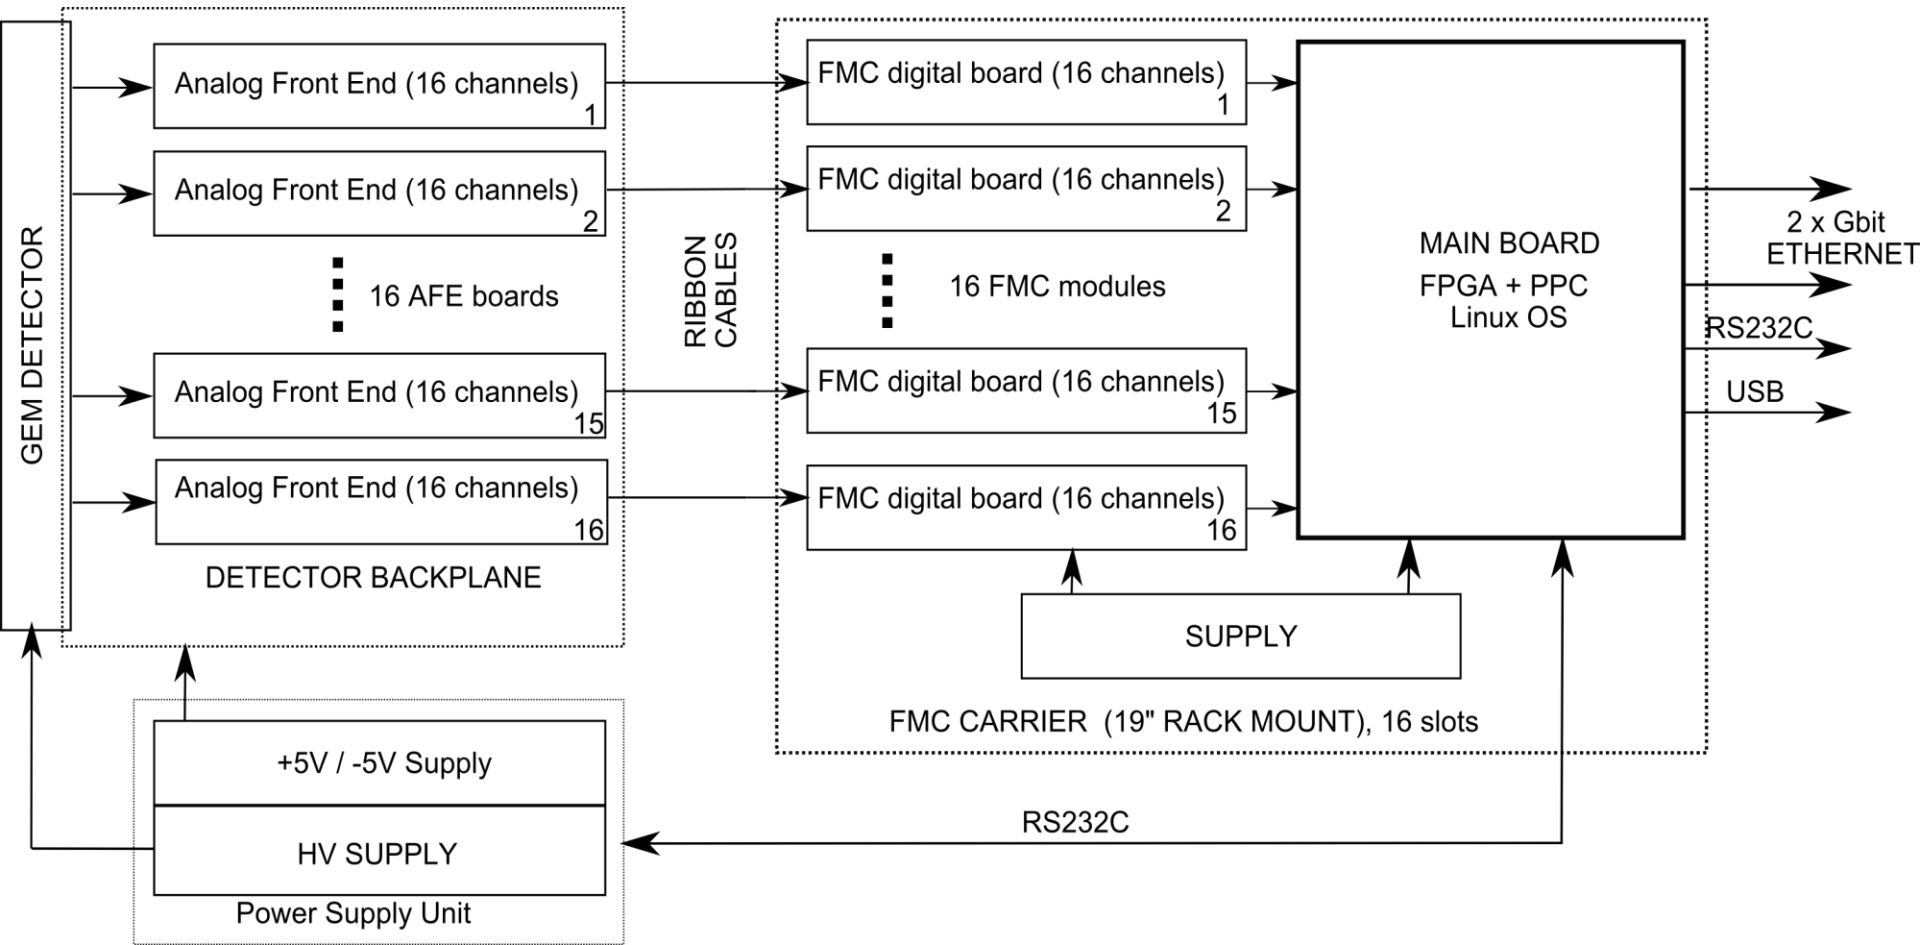 GEM DETECTOR
Analog Front End (16 channels)
1
Analog Front End (16 channels)
2
16 AFE boards
Analog Front End (16 channels)
15
Analog Front End (16 channels)
16
DETECTOR BACKPLANE
RIBBON
CABLES
FMC digital board (16 channels)
1
FMC digital board (16 channels)
2
16 FMC modules
FMC digital board (16 channels)
15
FMC digital board (16 channels)
16
MAIN BOARD
FPGA + PPC
Linux OS
2 x Gbit
ETHERNET
RS232C
USB
SUPPLY
FMC CARRIER (19" RACK MOUNT), 16 slots
+5V / -5V Supply
HV SUPPLY
Power Supply Unit
RS232C